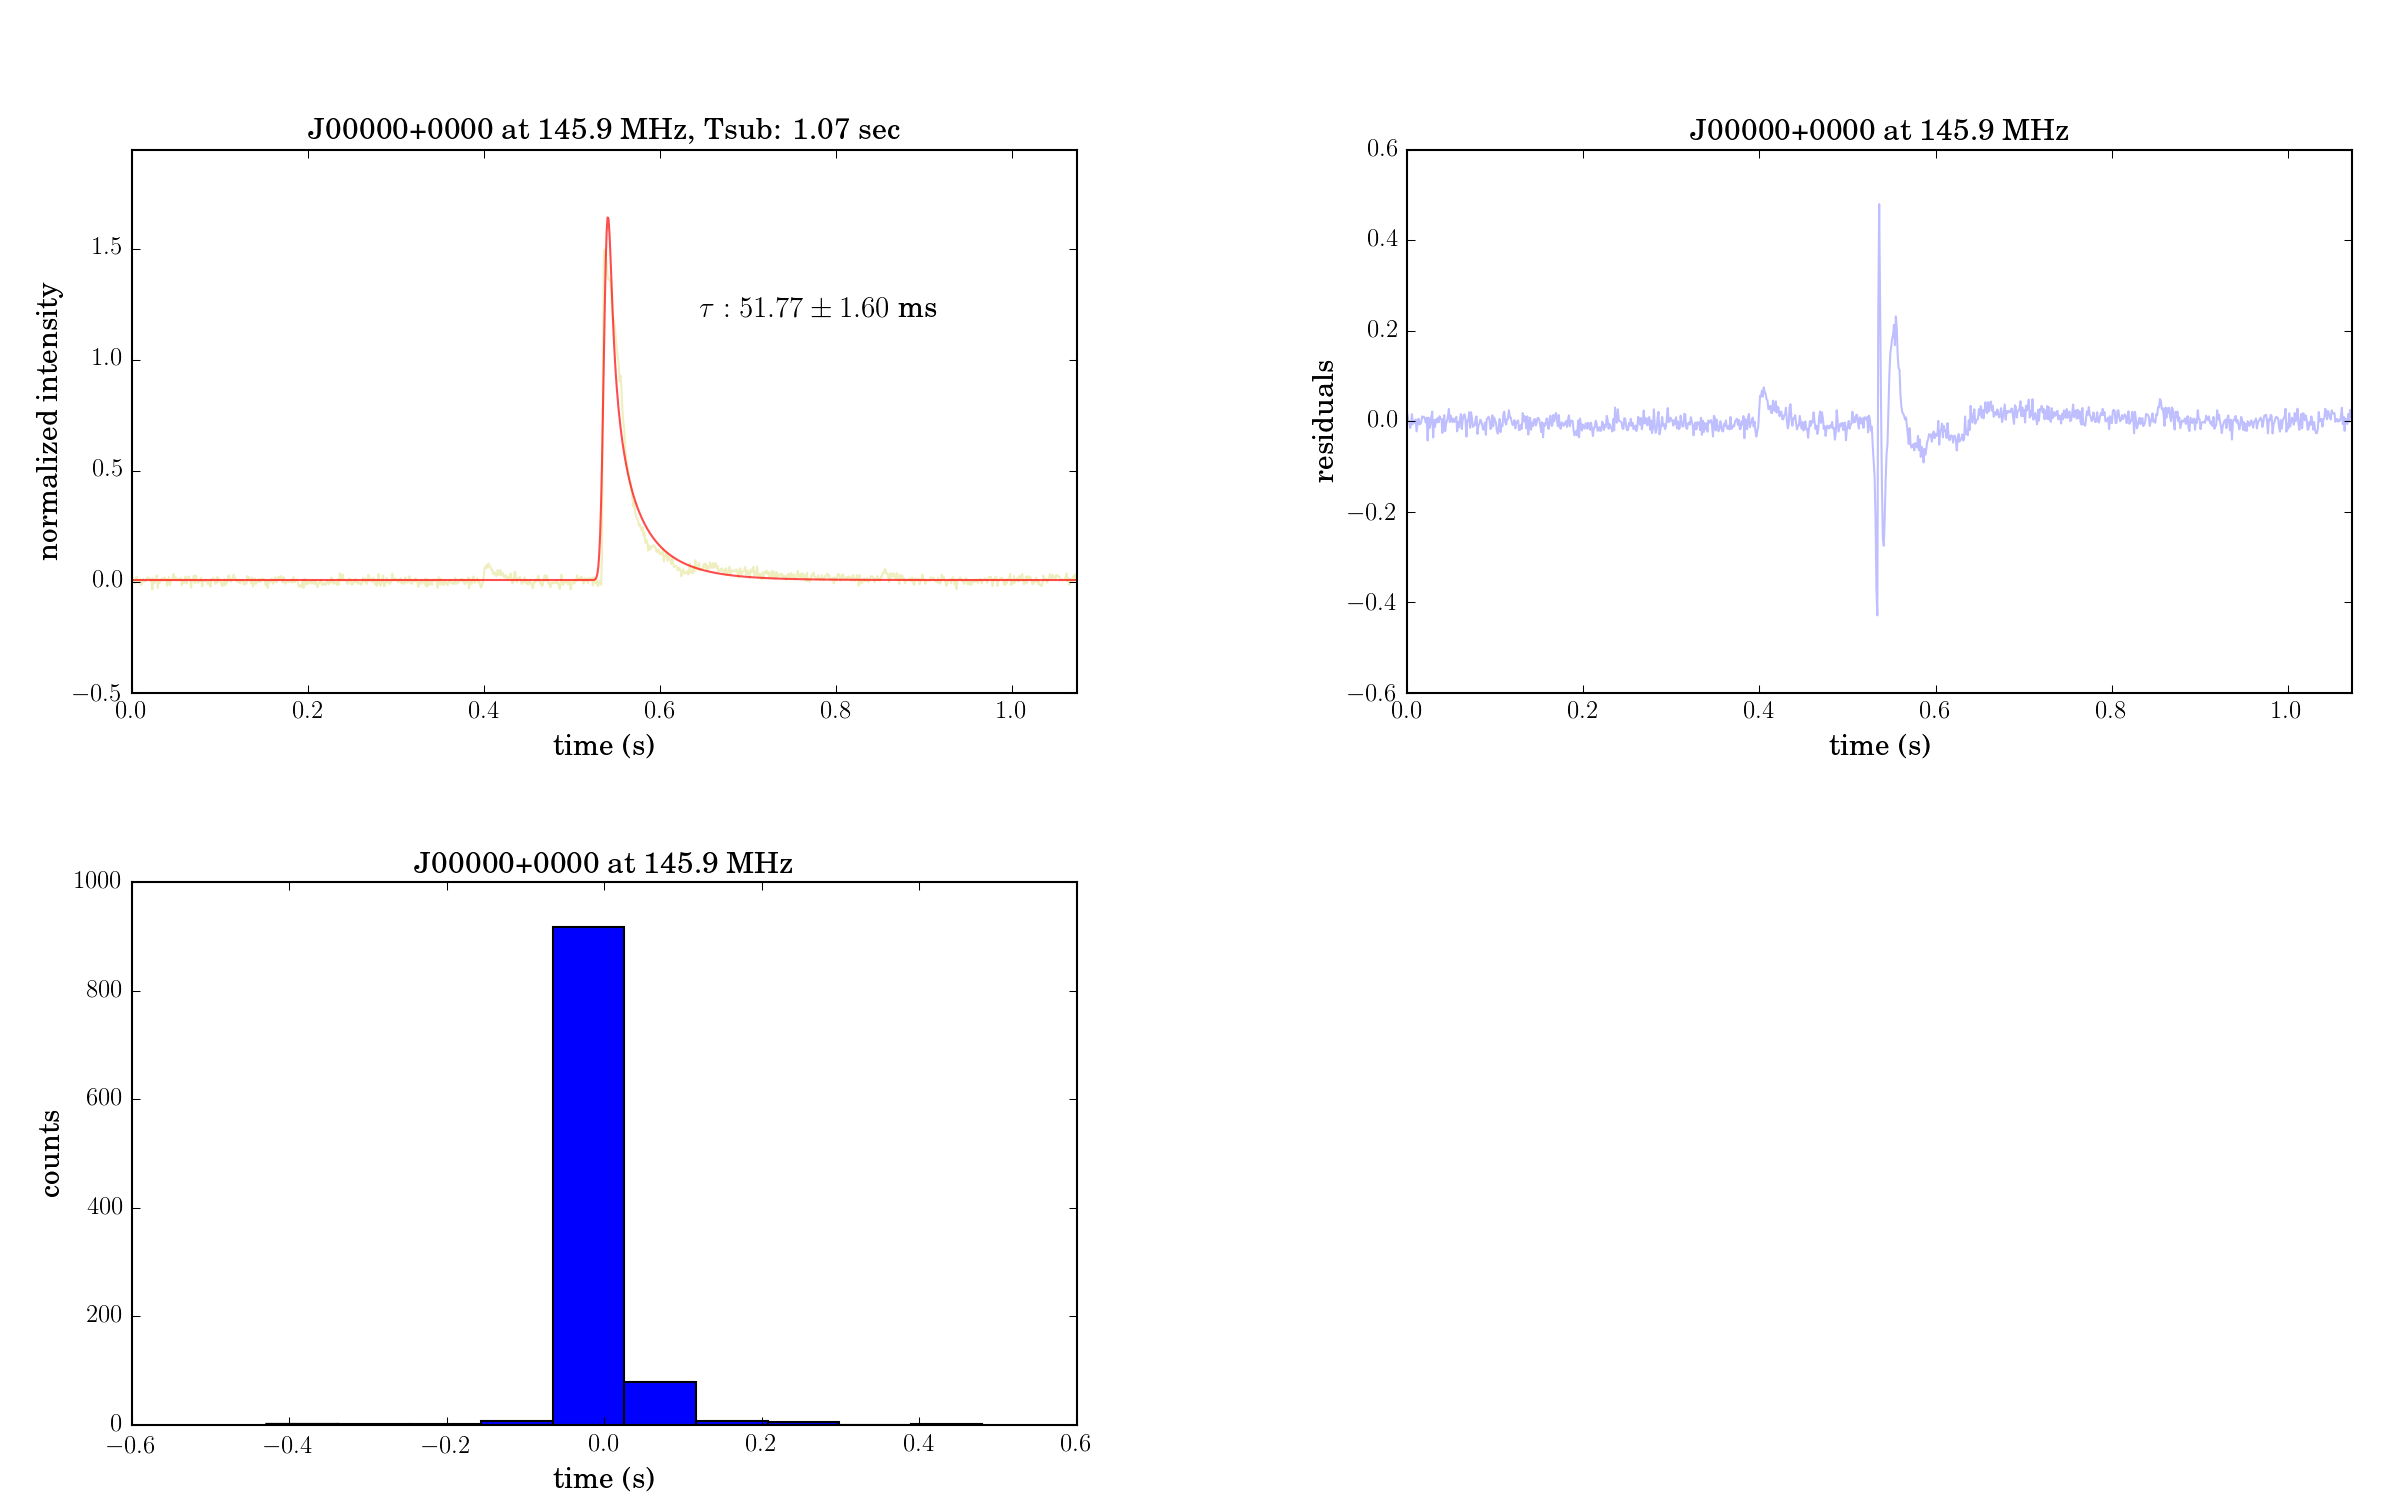 J00000+0000 at 145.9 MHz, Tsub: 1.07 sec
normalized intensity
1.5
1.0
0.5
0.0
−0.5
τ : 51.77 ± 1.60 ms
0.0 0.2 0.4 0.6 0.8 1.0
time (s)
J00000+0000 at 145.9 MHz
residuals
0.6
0.4
0.2
0.0
−0.2
−0.4
−0.6
0.0 0.2 0.4 0.6 0.8 1.0
time (s)
J00000+0000 at 145.9 MHz
counts
1000
800
600
400
200
0
−0.6 −0.4 −0.2 0.0 0.2 0.4 0.6
time (s)